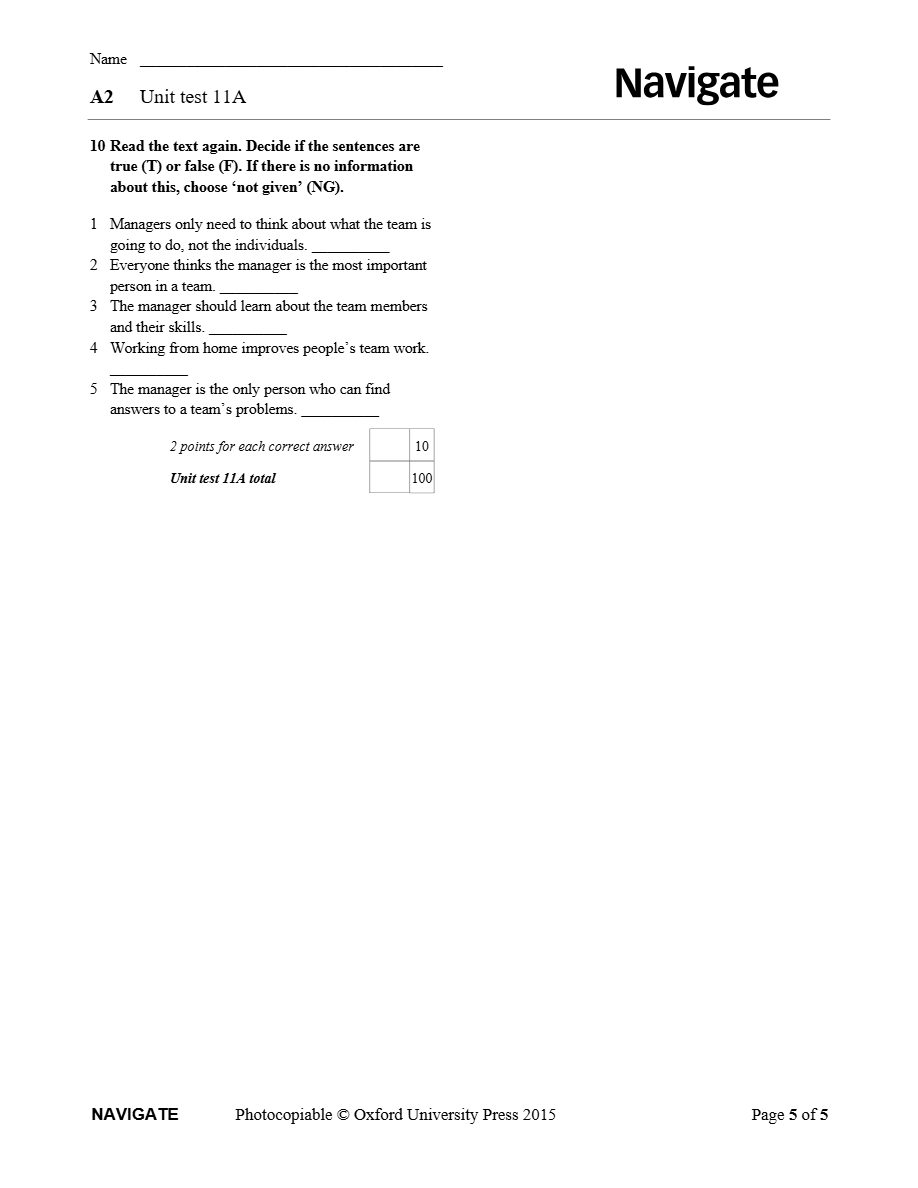 Name ______________________________________
Navigate
A2 Unit test 11A
10 Read the text again. Decide if the sentences are
true (T) or false (F). If there is no information
about this, choose ‘not given’ (NG).
1 Managers only need to think about what the team is
going to do, not the individuals. __________
2 Everyone thinks the manager is the most important
person in a team. __________
3 The manager should learn about the team members
and their skills. __________
4 Working from home improves people’s team work.
__________
5 The manager is the only person who can find
answers to a team’s problems. __________
2 points for each correct answer 10
Unit test 11A total 100
NAVIGATE Photocopiable © Oxford University Press 2015 Page 5 of 5